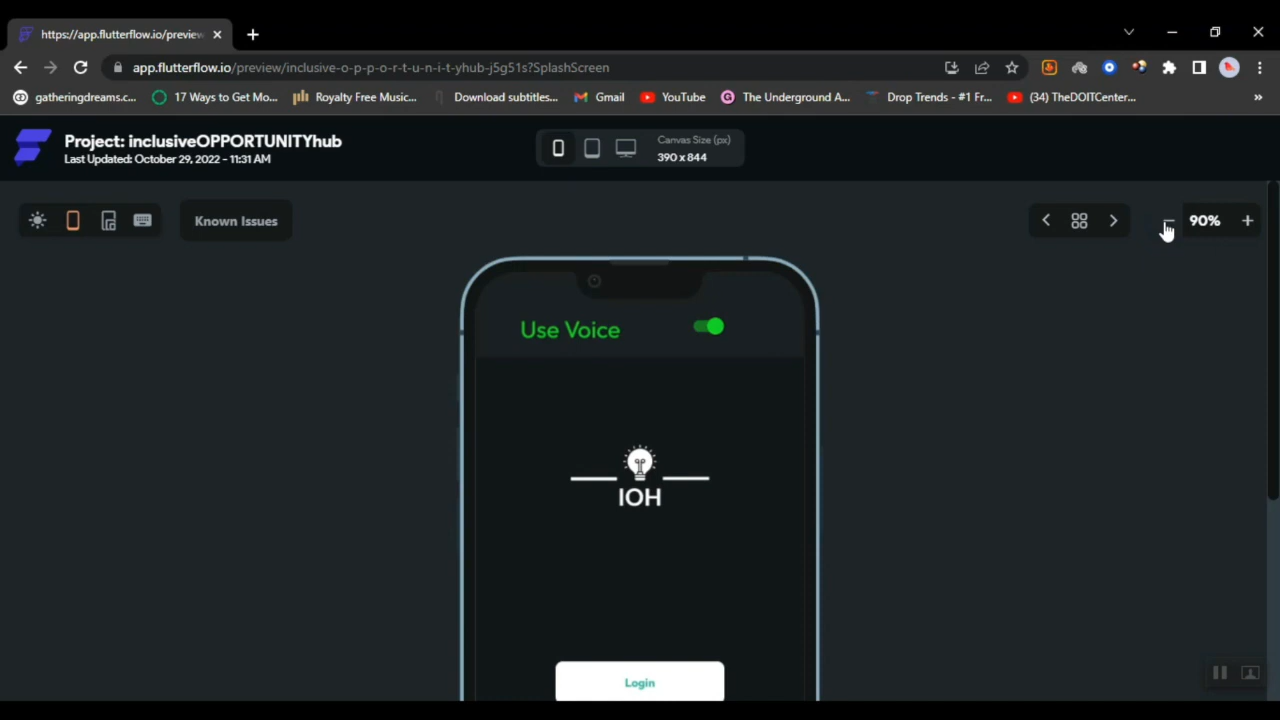 https://app.flutterflow.io/preview
app.flutterflow.io/preview/inclusive-o-p-p-o-r-t-u-n-i-t-yhub-j5g51s?SplashScreen
gatheringdreams.c... 17 Ways to Get Mo... Royalty Free Music... Download subtitles... Gmail YouTube The Underground A... Drop Trends - #1 Fr... (34) TheDOITCenter... »
Project: inclusiveOPPORTUNITYhub
Last Updated: October 29, 2022 - 11:31 AM
Canvas Size (px)
390 x 844
Known Issues
90%
Use Voice
IOH
Login